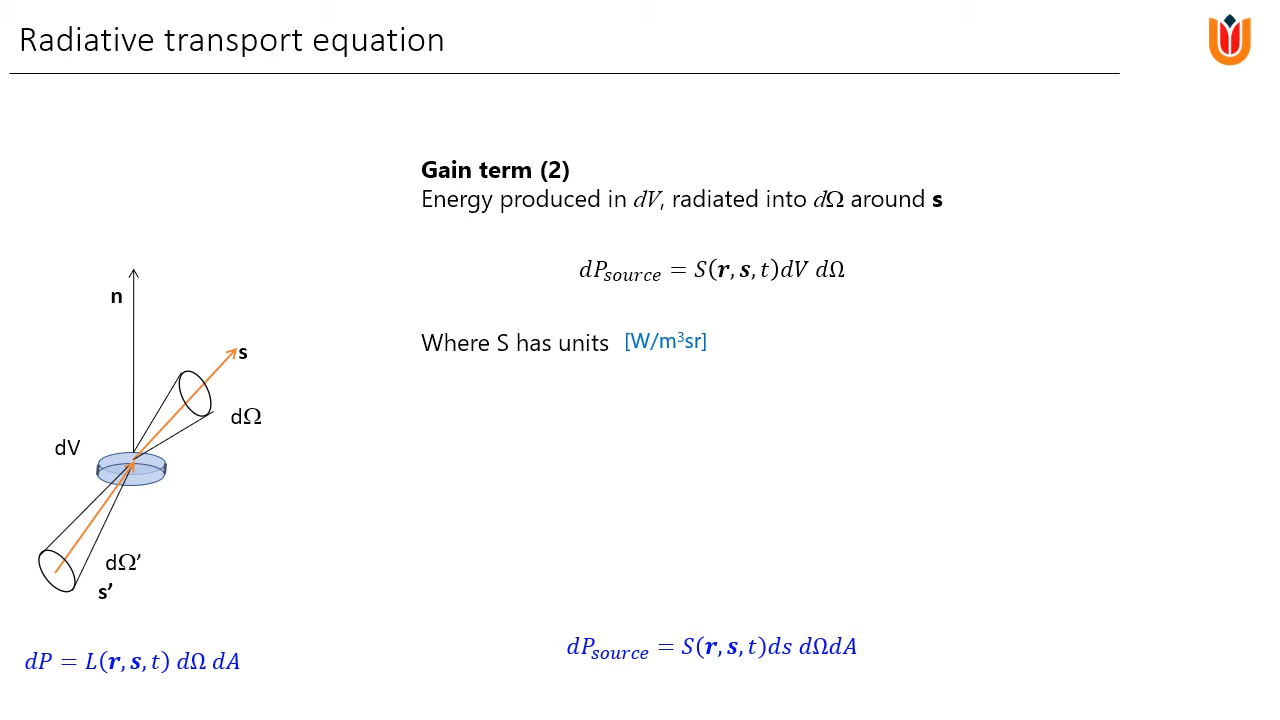 Radiative transport equation
Gain term (2)
Energy produced in dV, radiated into dΩ around s
dP_source = S(r, s, t)dV dΩ
Where S has units [W/m³sr]
n
s
dΩ
dV
dΩ’
s’
dP = L(r, s, t) dΩ dA
dP_source = S(r, s, t)ds dΩdA